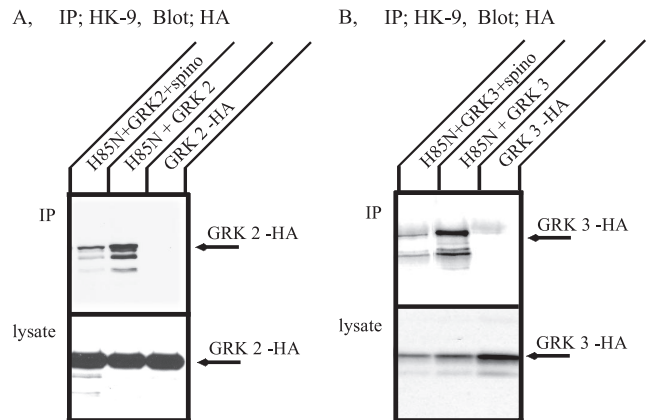 A, IP; HK-9, Blot; HA
H85N+GRK2+spino
H85N + GRK 2
GRK 2 -HA
IP
GRK 2 -HA
lysate
GRK 2 -HA
B, IP; HK-9, Blot; HA
H85N+GRK3+spino
H85N + GRK 3
GRK 3 -HA
IP
GRK 3 -HA
lysate
GRK 3 -HA